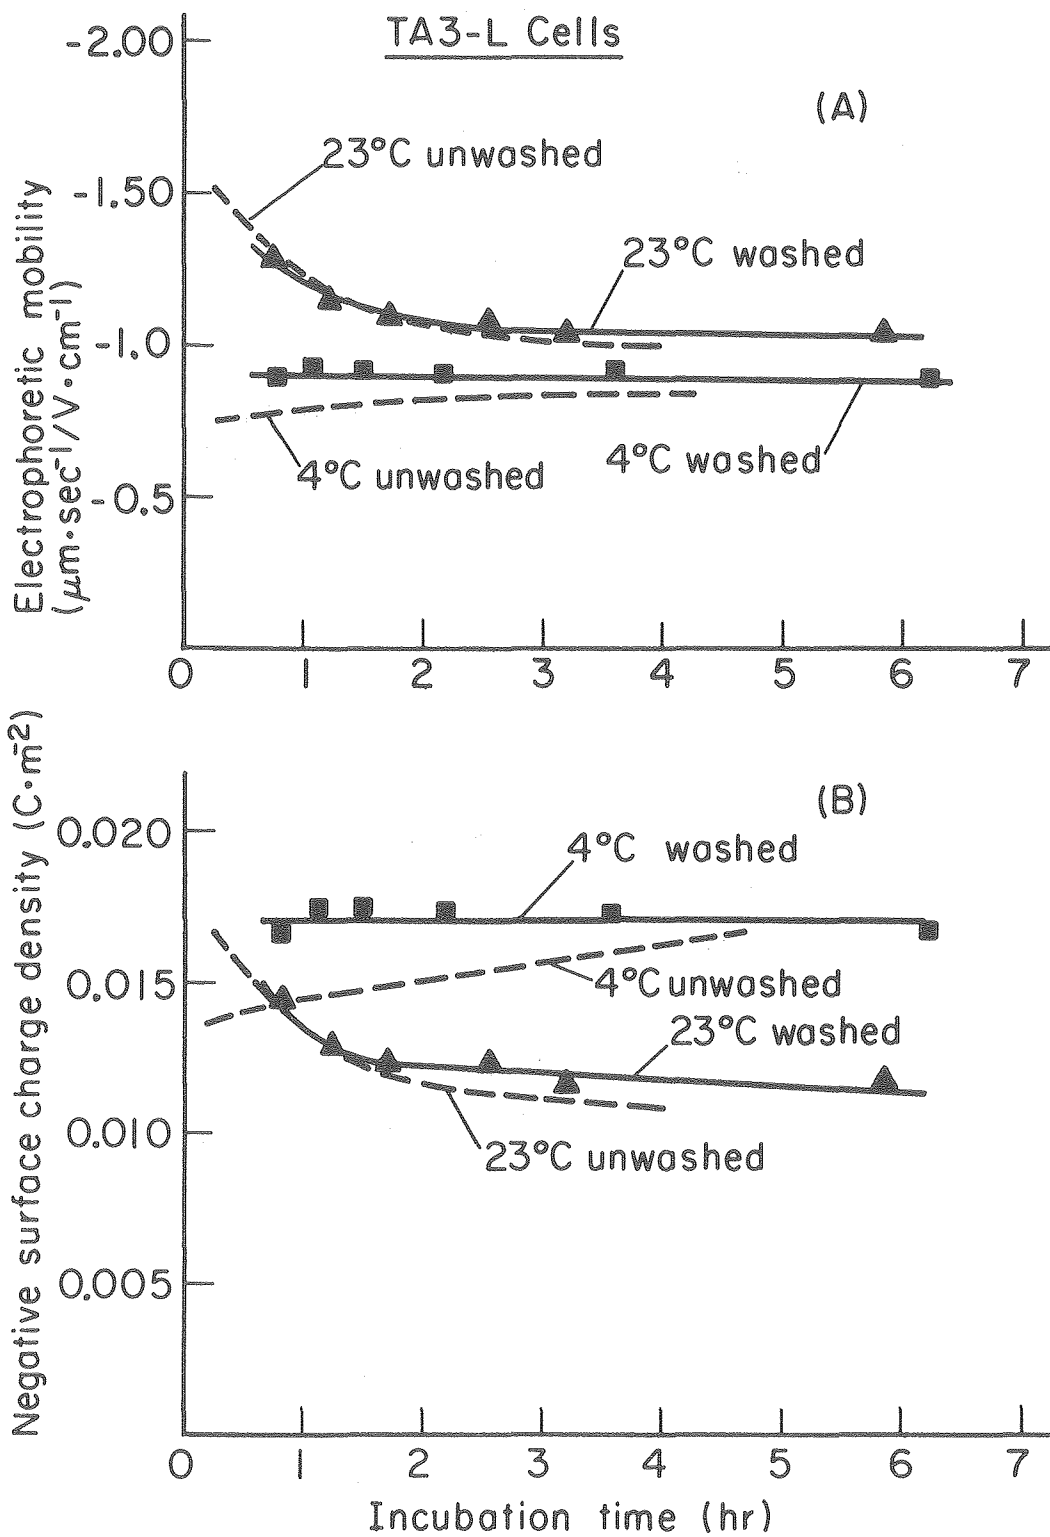 TA3-L Cells
(A)
-2.00
-1.50
-1.0
-0.5
Electrophoretic mobility
(μm·sec⁻¹/V·cm⁻¹)
23°C unwashed
23°C washed
4°C unwashed
4°C washed
0 1 2 3 4 5 6 7
(B)
0.020
0.015
0.010
0.005
Negative surface charge density (C·m⁻²)
4°C washed
4°C unwashed
23°C washed
23°C unwashed
0 1 2 3 4 5 6 7
Incubation time (hr)